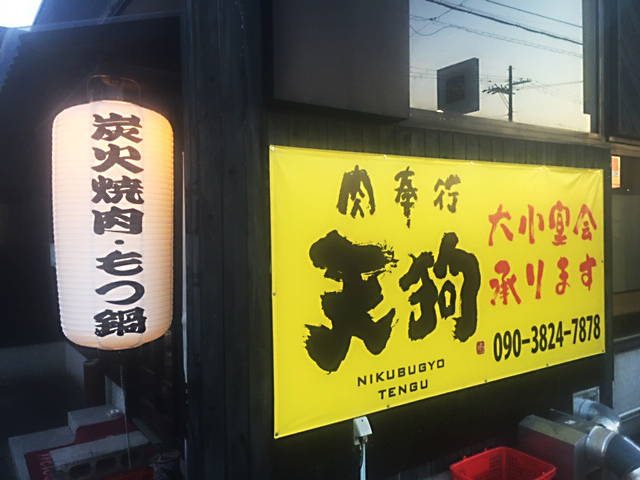 炭火焼肉・もつ鍋
肉奉行
天狗
NIKUBUGYO
TENGU
大小宴会
承ります
090-3824-7878